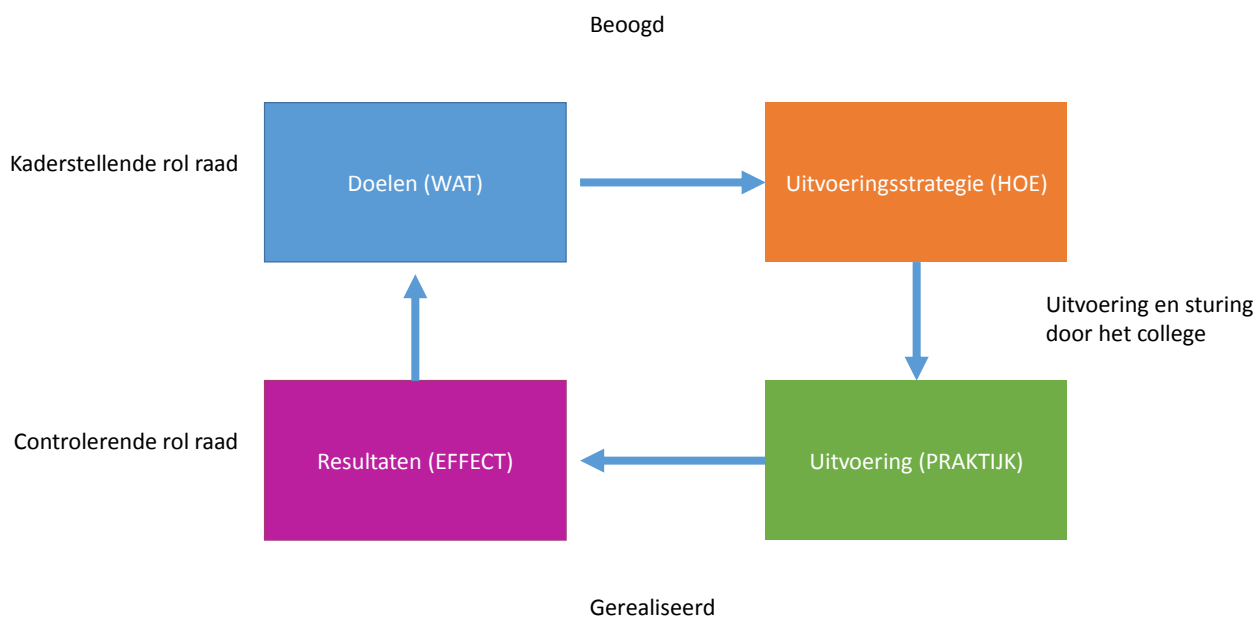 Beoogd
Kaderstellende rol raad
Doelen (WAT)
Uitvoeringsstrategie (HOE)
Uitvoering en sturing
door het college
Controlerende rol raad
Resultaten (EFFECT)
Uitvoering (PRAKTIJK)
Gerealiseerd